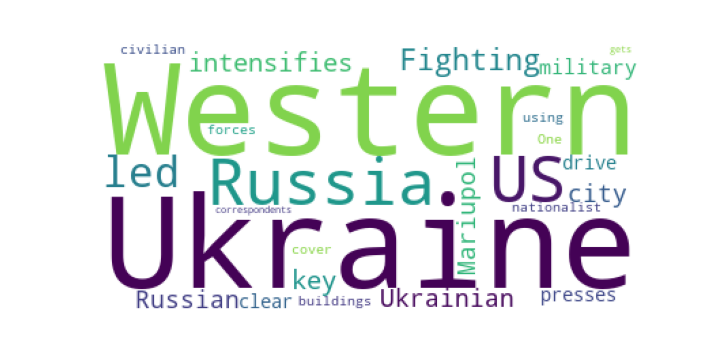 civilian gets
intensifies Fighting military
Western
forces using One
led Russia US drive
city
Mariupol
Ukraine
correspondents nationalist
cover
key
Russian clear buildings Ukrainian presses